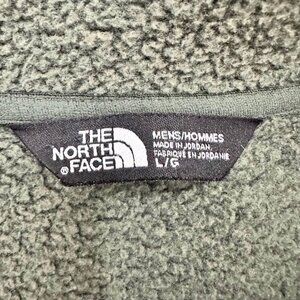 THE
NORTH
FACE
®
MENS/HOMMES
MADE IN JORDAN
FABRIQUÉ EN JORDANIE
L/G